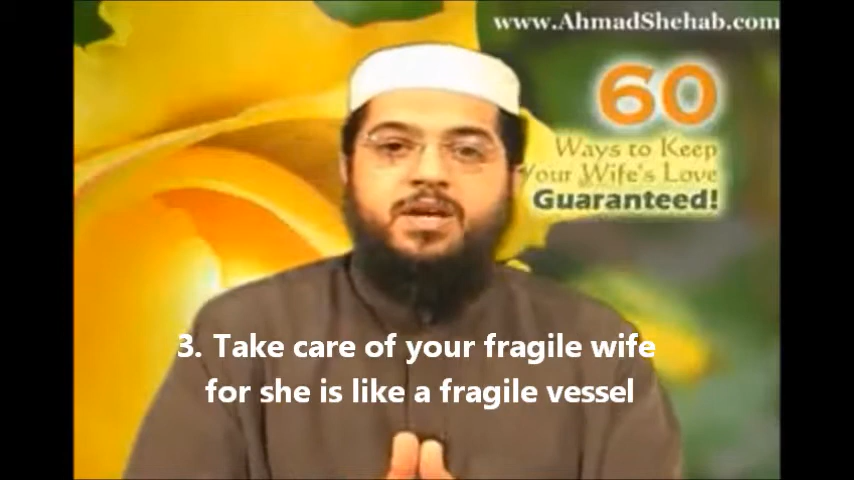 www.AhmadShehab.com
60
Ways to Keep
Your Wife's Love
Guaranteed!
3. Take care of your fragile wife
for she is like a fragile vessel